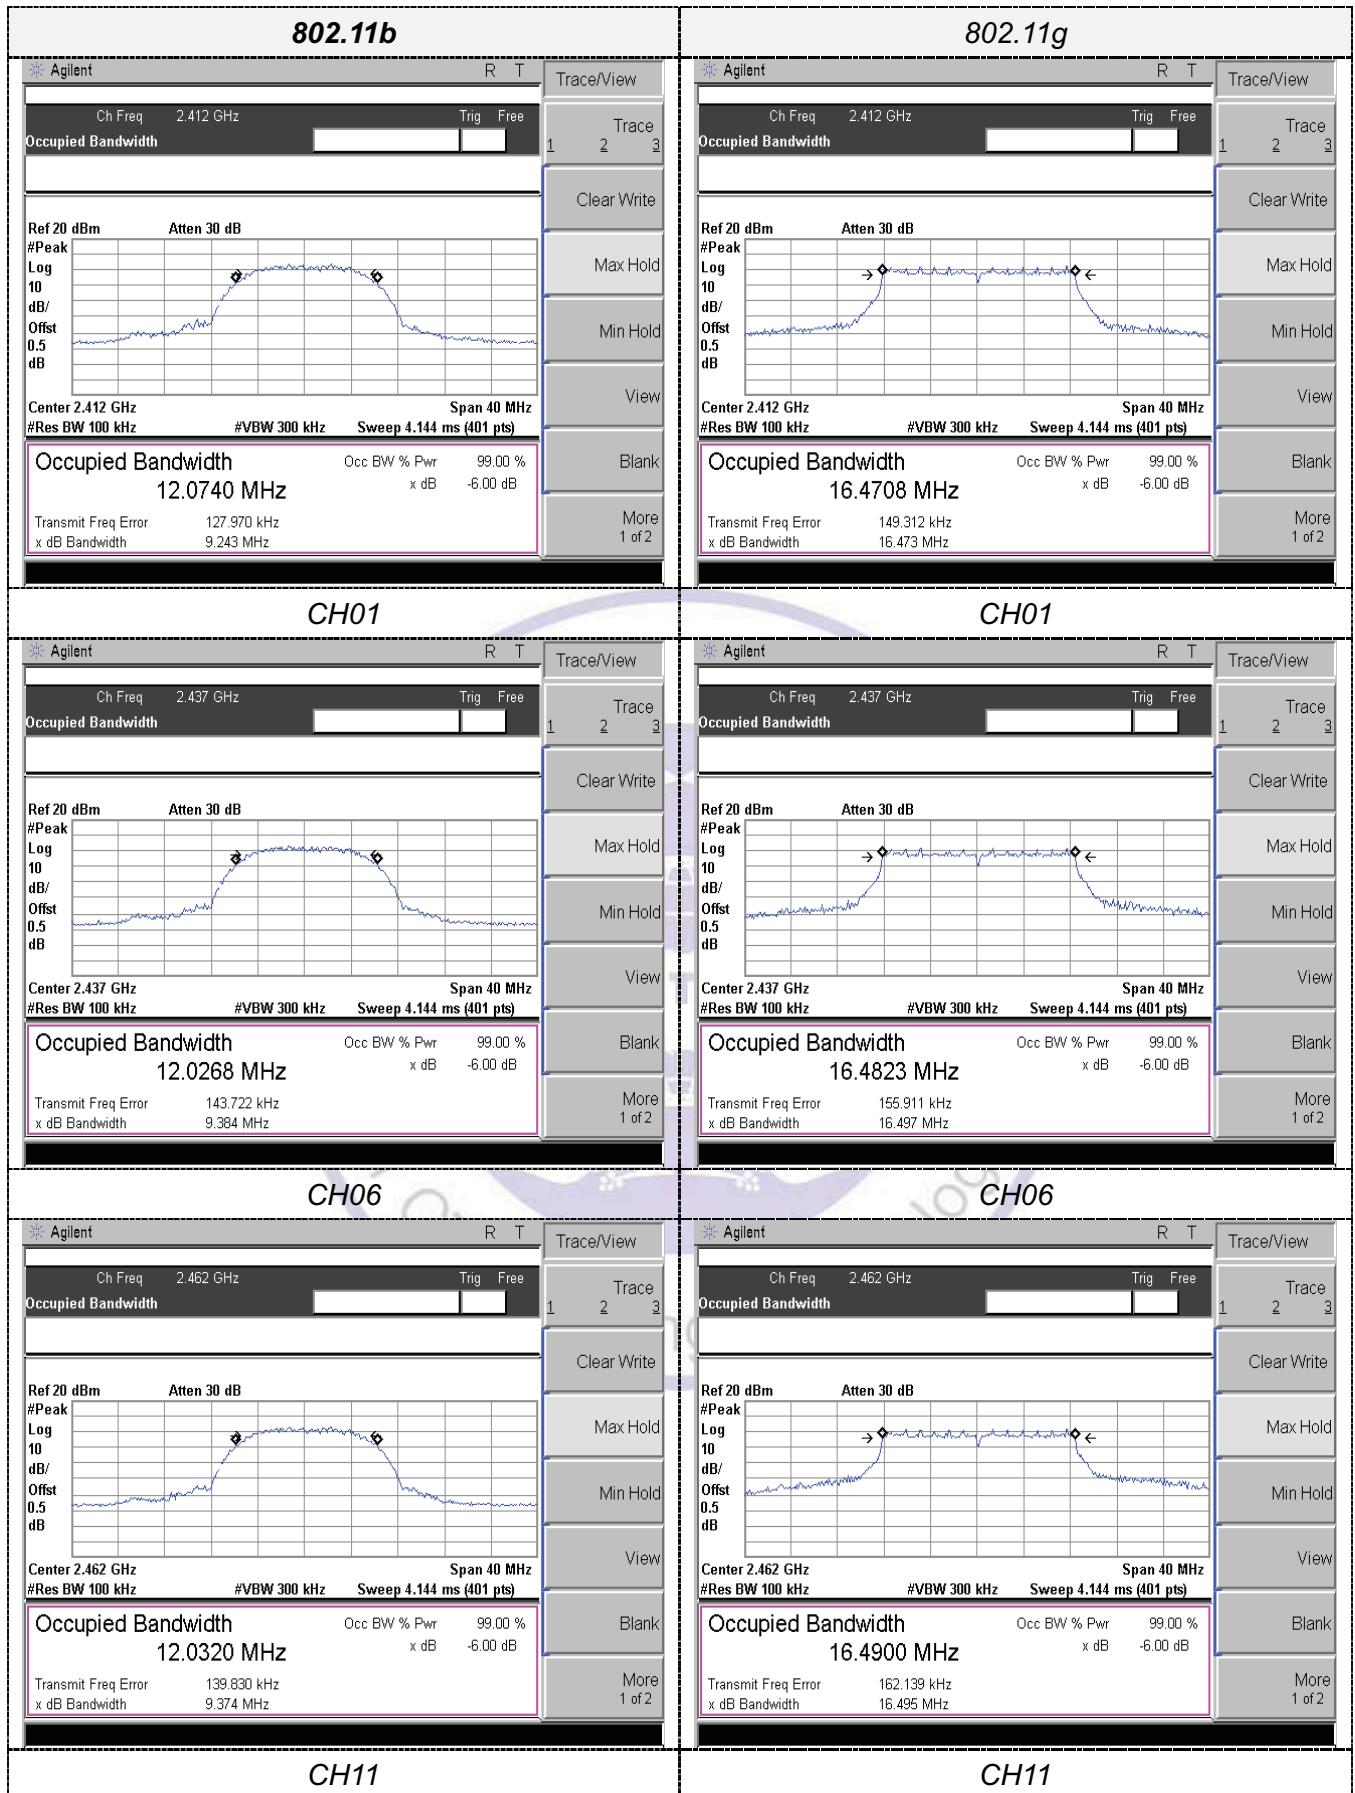 802.11b
802.11g
Agilent R T
Trace/View
Ch Freq 2.412 GHz Trig Free
Occupied Bandwidth
Trace
1 2 3
Clear Write
Ref 20 dBm Atten 30 dB
#Peak
Log
10
dB/
Offst
0.5
dB
Max Hold
Min Hold
View
Center 2.412 GHz Span 40 MHz
#Res BW 100 kHz #VBW 300 kHz Sweep 4.144 ms (401 pts)
Occupied Bandwidth Occ BW % Pwr 99.00 %
12.0740 MHz x dB -6.00 dB
Transmit Freq Error 127.970 kHz
x dB Bandwidth 9.243 MHz
Blank
More
1 of 2
Agilent R T
Trace/View
Ch Freq 2.412 GHz Trig Free
Occupied Bandwidth
Trace
1 2 3
Clear Write
Ref 20 dBm Atten 30 dB
#Peak
Log
10
dB/
Offst
0.5
dB
Max Hold
Min Hold
View
Center 2.412 GHz Span 40 MHz
#Res BW 100 kHz #VBW 300 kHz Sweep 4.144 ms (401 pts)
Occupied Bandwidth Occ BW % Pwr 99.00 %
16.4708 MHz x dB -6.00 dB
Transmit Freq Error 149.312 kHz
x dB Bandwidth 16.473 MHz
Blank
More
1 of 2
CH01
CH01
Agilent R T
Trace/View
Ch Freq 2.437 GHz Trig Free
Occupied Bandwidth
Trace
1 2 3
Clear Write
Ref 20 dBm Atten 30 dB
#Peak
Log
10
dB/
Offst
0.5
dB
Max Hold
Min Hold
View
Center 2.437 GHz Span 40 MHz
#Res BW 100 kHz #VBW 300 kHz Sweep 4.144 ms (401 pts)
Occupied Bandwidth Occ BW % Pwr 99.00 %
12.0268 MHz x dB -6.00 dB
Transmit Freq Error 143.722 kHz
x dB Bandwidth 9.384 MHz
Blank
More
1 of 2
Agilent R T
Trace/View
Ch Freq 2.437 GHz Trig Free
Occupied Bandwidth
Trace
1 2 3
Clear Write
Ref 20 dBm Atten 30 dB
#Peak
Log
10
dB/
Offst
0.5
dB
Max Hold
Min Hold
View
Center 2.437 GHz Span 40 MHz
#Res BW 100 kHz #VBW 300 kHz Sweep 4.144 ms (401 pts)
Occupied Bandwidth Occ BW % Pwr 99.00 %
16.4823 MHz x dB -6.00 dB
Transmit Freq Error 155.911 kHz
x dB Bandwidth 16.497 MHz
Blank
More
1 of 2
CH06
CH06
Agilent R T
Trace/View
Ch Freq 2.462 GHz Trig Free
Occupied Bandwidth
Trace
1 2 3
Clear Write
Ref 20 dBm Atten 30 dB
#Peak
Log
10
dB/
Offst
0.5
dB
Max Hold
Min Hold
View
Center 2.462 GHz Span 40 MHz
#Res BW 100 kHz #VBW 300 kHz Sweep 4.144 ms (401 pts)
Occupied Bandwidth Occ BW % Pwr 99.00 %
12.0320 MHz x dB -6.00 dB
Transmit Freq Error 139.830 kHz
x dB Bandwidth 9.374 MHz
Blank
More
1 of 2
Agilent R T
Trace/View
Ch Freq 2.462 GHz Trig Free
Occupied Bandwidth
Trace
1 2 3
Clear Write
Ref 20 dBm Atten 30 dB
#Peak
Log
10
dB/
Offst
0.5
dB
Max Hold
Min Hold
View
Center 2.462 GHz Span 40 MHz
#Res BW 100 kHz #VBW 300 kHz Sweep 4.144 ms (401 pts)
Occupied Bandwidth Occ BW % Pwr 99.00 %
16.4900 MHz x dB -6.00 dB
Transmit Freq Error 162.139 kHz
x dB Bandwidth 16.495 MHz
Blank
More
1 of 2
CH11
CH11